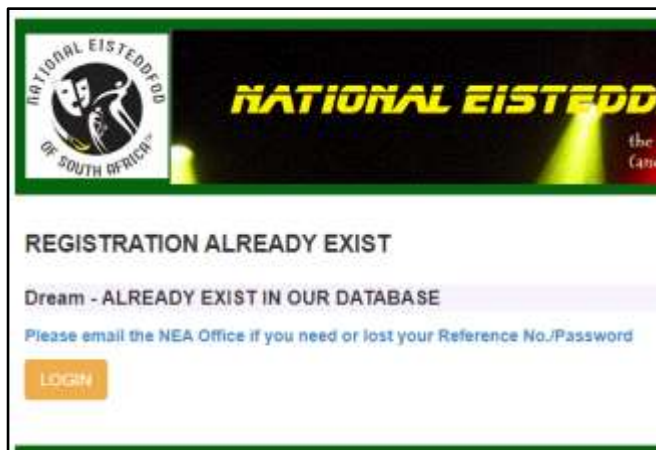 NATIONAL EISTEDDFOD
OF SOUTH AFRICA
NATIONAL EISTEDD
the
REGISTRATION ALREADY EXIST
Dream - ALREADY EXIST IN OUR DATABASE
Please email the NEA Office if you need or lost your Reference No./Password
LOGIN